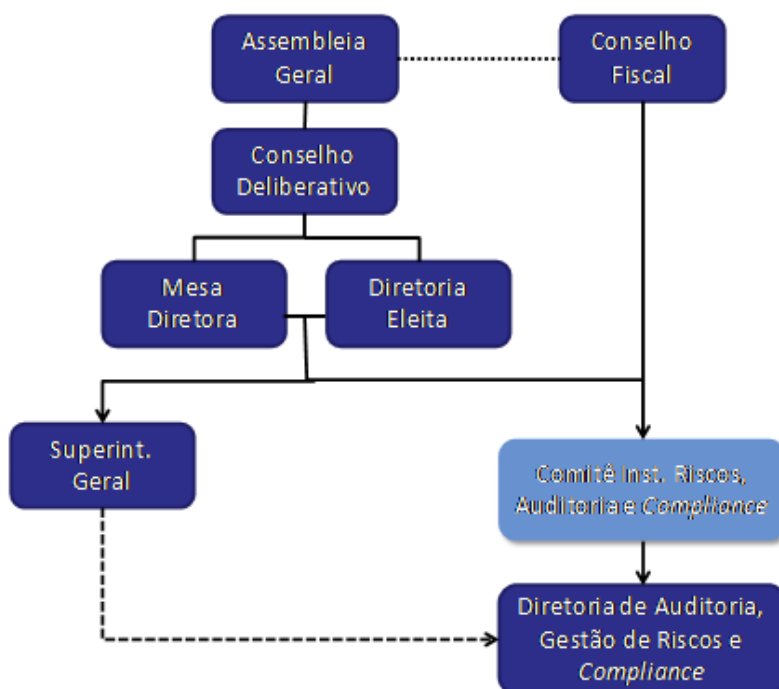 Assembleia
Geral
Conselho
Fiscal
Conselho
Deliberativo
Mesa
Diretora
Diretoria
Eleita
Superint.
Geral
Comitê Inst. Riscos,
Auditoria e Compliance
Diretoria de Auditoria,
Gestão de Riscos e
Compliance